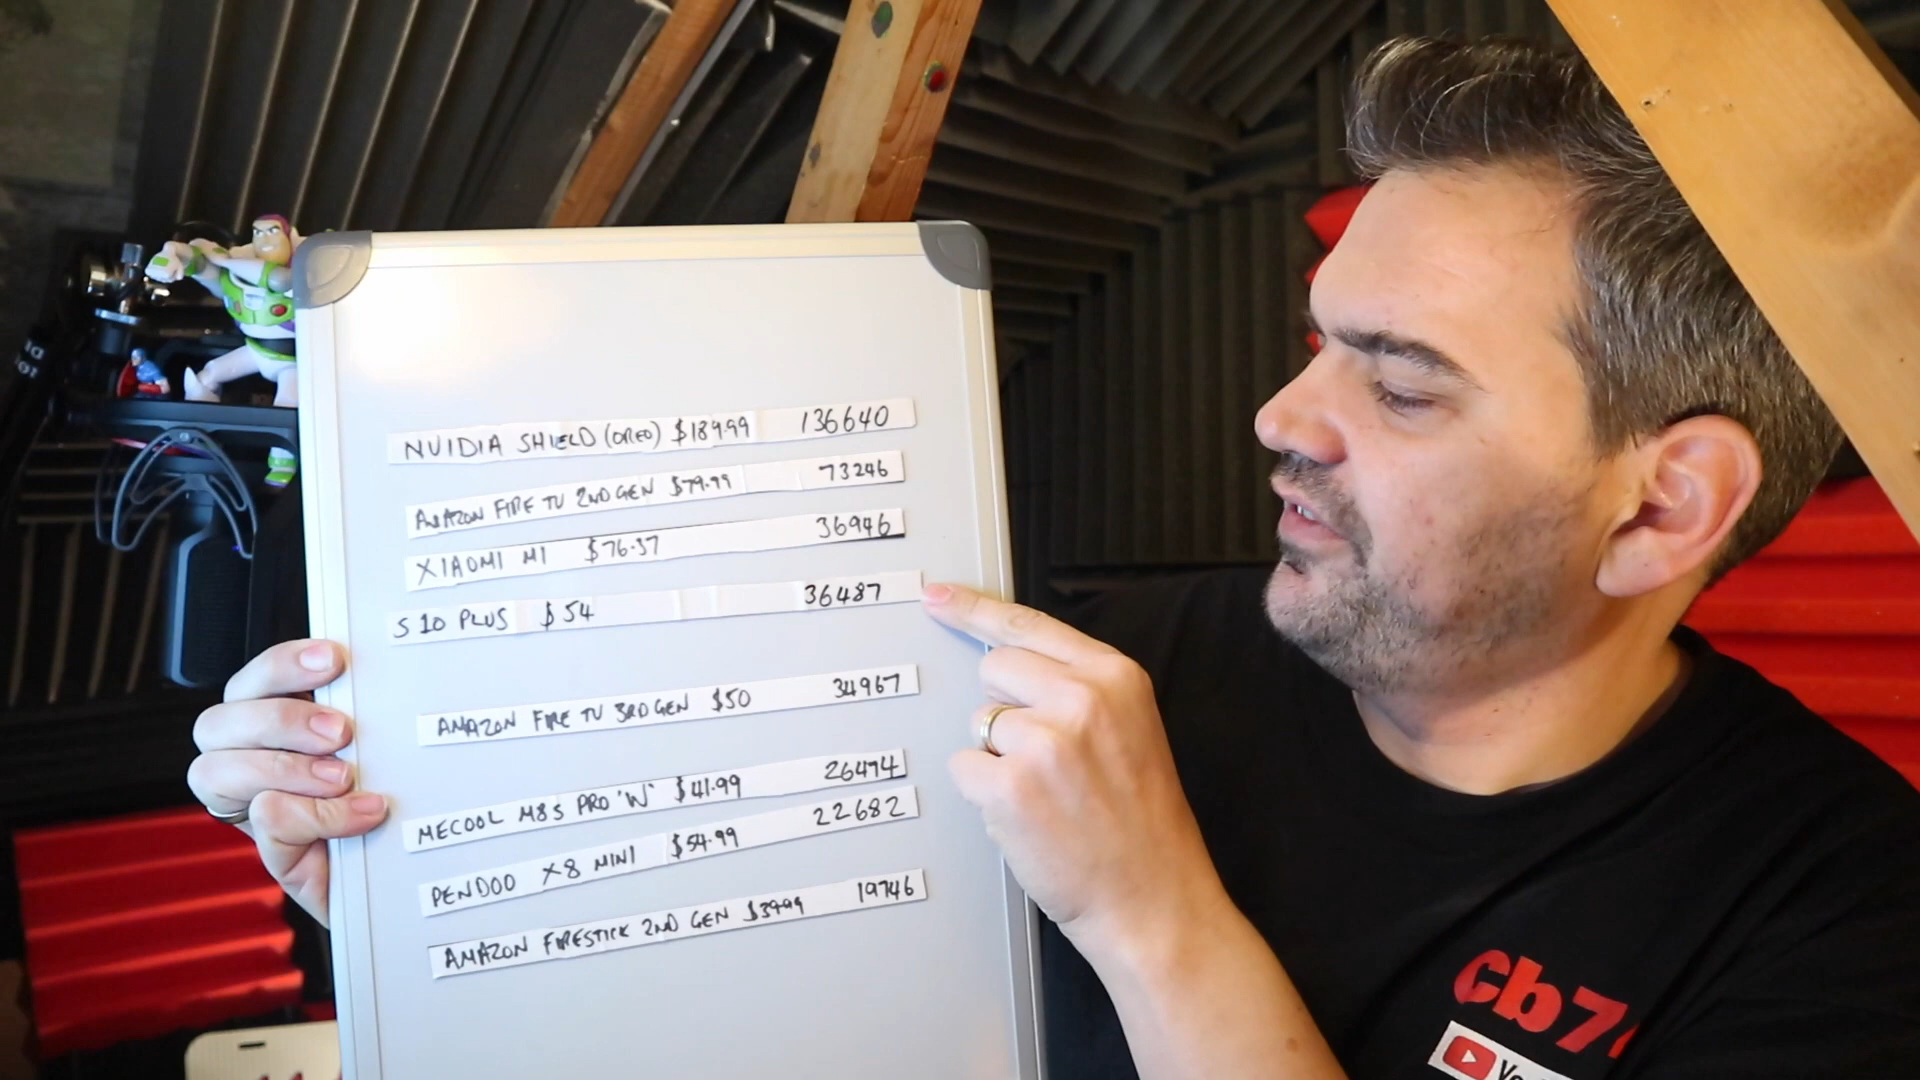 NVIDIA SHIELD (OREO) $189.99 136640
AMAZON FIRE TV 2ND GEN $79.99 73246
XIAOMI MI $76.37 36946
S10 PLUS $54 36487
AMAZON FIRE TV 3RD GEN $50 34967
MECOOL M8S PRO 'W' $41.99 26474
PENDOO X8 MINI $54.99 22682
AMAZON FIRESTICK 2ND GEN $39.99 19746
cb7